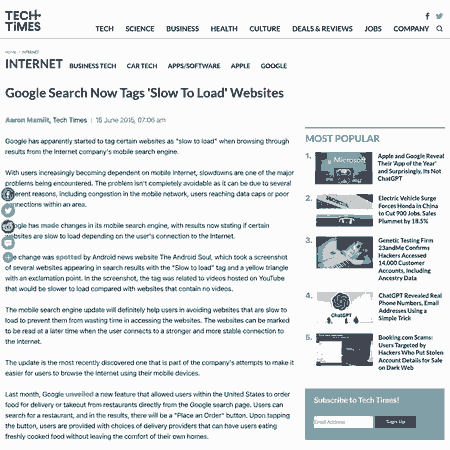 TECH
TIMES
TECH SCIENCE BUSINESS HEALTH CULTURE DEALS & REVIEWS JOBS COMPANY
HOME > INTERNET
INTERNET BUSINESS TECH CAR TECH APPS/SOFTWARE APPLE GOOGLE
Google Search Now Tags 'Slow To Load' Websites
Aaron Mamiit, Tech Times | 15 June 2015, 07:06 am
Google has apparently started to tag certain websites as "slow to load" when browsing through
results from the Internet company's mobile search engine.
With users increasingly becoming dependent on mobile Internet, slowdowns are one of the major
problems being encountered. The problem isn't completely avoidable as it can be due to several
different reasons, including congestion in the mobile network, users reaching data caps or poor
connections within an area.
Google has made changes in its mobile search engine, with results now stating if certain
websites are slow to load depending on the user's connection to the Internet.
The change was spotted by Android news website The Android Soul, which took a screenshot
of several websites appearing in search results with the "Slow to load" tag and a yellow triangle
with an exclamation point. In the screenshot, the tag was related to videos hosted on YouTube
that would be slower to load compared with websites that contain no videos.
The mobile search engine update will definitely help users in avoiding websites that are slow to
load to prevent them from wasting time in accessing the websites. The websites can be marked
to be read at a later time when the user connects to a stronger and more stable connection to
the Internet.
The update is the most recently discovered one that is part of the company's attempts to make it
easier for users to browse the Internet using their mobile devices.
Last month, Google unveiled a new feature that allowed users within the United States to order
food for delivery or takeout from restaurants directly from the Google search page. Users can
search for a restaurant, and in the results, there will be a "Place an Order" button. Upon tapping
the button, users are provided with choices of delivery providers that can have users eating
freshly cooked food without leaving the comfort of their own homes.
MOST POPULAR
1. Microsoft
Apple and Google Reveal
Their 'App of the Year'
and Surprisingly, Its Not
ChatGPT
2. Electric Vehicle Surge
Forces Honda in China
to Cut 900 Jobs, Sales
Plummet by 18.5%
3. Genetic Testing Firm
23andMe Confirms
Hackers Accessed
14,000 Customer
Accounts, Including
Ancestry Data
4. ChatGPT
ChatGPT Revealed Real
Phone Numbers, Email
Addresses Using a
Simple Trick
5. Booking.com Scams:
Users Targeted by
Hackers Who Put Stolen
Account Details for Sale
on Dark Web
Subscribe to Tech Times!
Email Address Sign Up